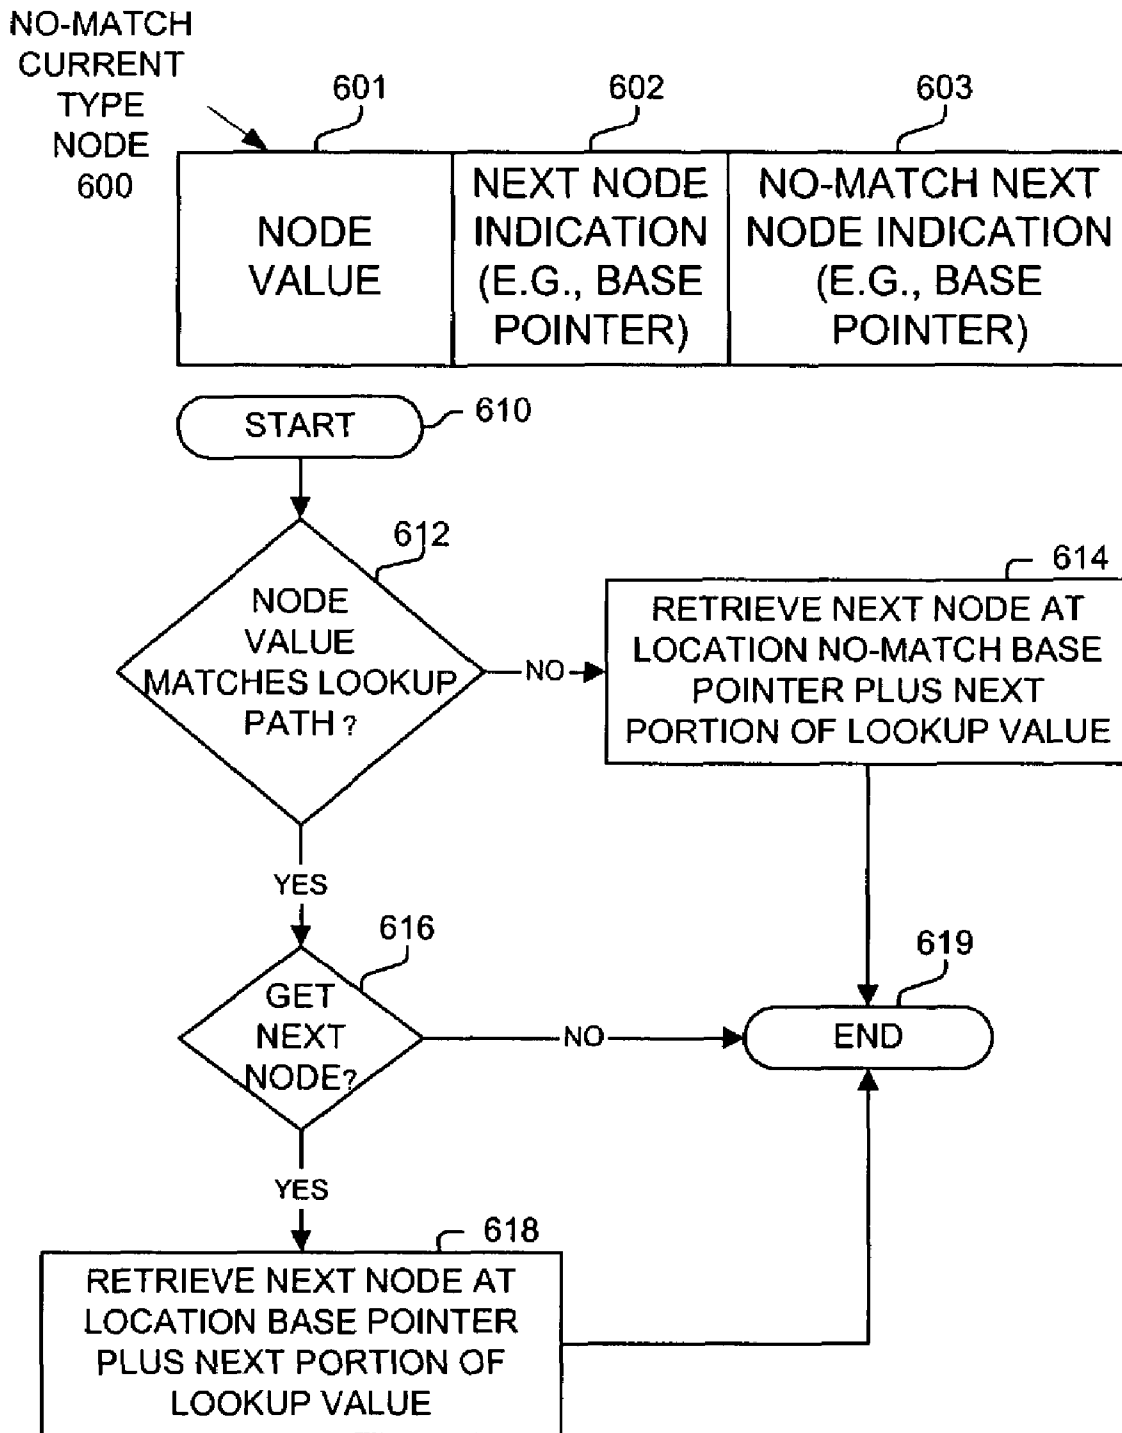 NO-MATCH
CURRENT
TYPE
NODE
600
601
602
603
NODE
VALUE
NEXT NODE
INDICATION
(E.G., BASE
POINTER)
NO-MATCH NEXT
NODE INDICATION
(E.G., BASE
POINTER)
START
610
612
NODE
VALUE
MATCHES LOOKUP
PATH?
NO
614
RETRIEVE NEXT NODE AT
LOCATION NO-MATCH BASE
POINTER PLUS NEXT
PORTION OF LOOKUP VALUE
YES
616
GET
NEXT
NODE?
NO
619
END
YES
618
RETRIEVE NEXT NODE AT
LOCATION BASE POINTER
PLUS NEXT PORTION OF
LOOKUP VALUE